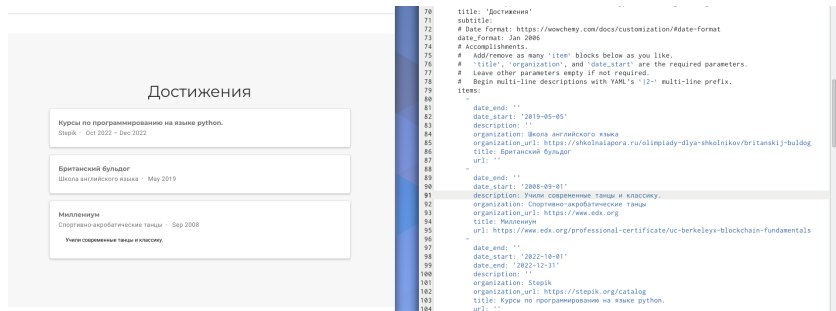 Достижения
Курсы по программированию на языке python.
Stepik · Oct 2022 – Dec 2022
Британский бульдог
Школа английского языка · May 2019
Миллениум
Спортивно-акробатические танцы · Sep 2008
Учили современные танцы и классику.
70 title: 'Достижения'
71 subtitle:
72 # Date format: https://wowchemy.com/docs/customization/#date-format
73 date_format: Jan 2006
74 # Accomplishments.
75 #   Add/remove as many `item` blocks below as you like.
76 #   `title`, `organization`, and `date_start` are the required parameters.
77 #   Leave other parameters empty if not required.
78 #   Begin multi-line descriptions with YAML's `|2-` multi-line prefix.
79 items:
80 -
81 date_end: ''
82 date_start: '2019-05-05'
83 description: ''
84 organization: Школа английского языка
85 organization_url: https://shkolnaiapora.ru/olimpiady-dlya-shkolnikov/britanskij-buldog
86 title: Британский бульдог
87 url: ''
88 -
89 date_end: ''
90 date_start: '2008-09-01'
91 description: Учили современные танцы и классику.
92 organization: Спортивно-акробатические танцы
93 organization_url: https://www.edx.org
94 title: Миллениум
95 url: https://www.edx.org/professional-certificate/uc-berkeleyx-blockchain-fundamentals
96 -
97 date_end: ''
98 date_start: '2022-10-01'
99 date_end: '2022-12-31'
100 description: ''
101 organization: Stepik
102 organization_url: https://stepik.org/catalog
103 title: Курсы по программированию на языке python.
104 url: ''